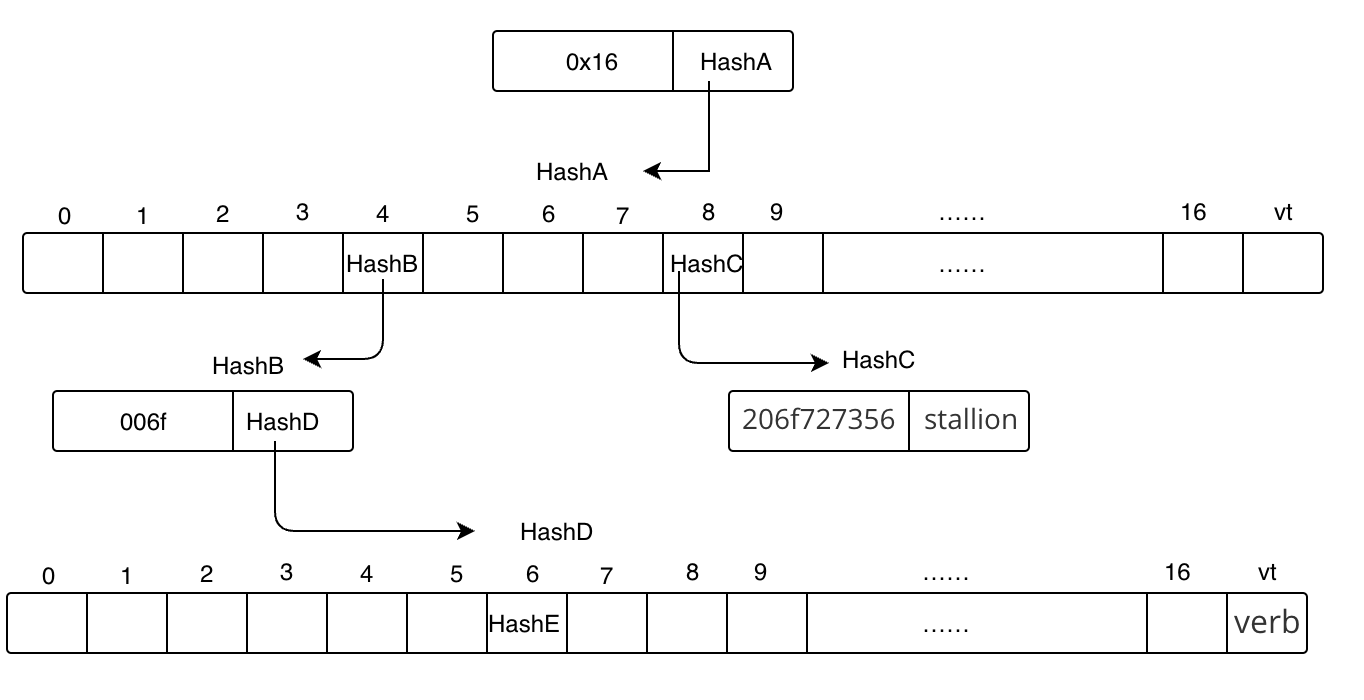 0x16 HashA
HashA
0 1 2 3 4 5 6 7 8 9 ...... 16 vt
HashB HashC ......
HashB HashC
006f HashD 206f727356 stallion
HashD
0 1 2 3 4 5 6 7 8 9 ...... 16 vt
HashE ...... verb